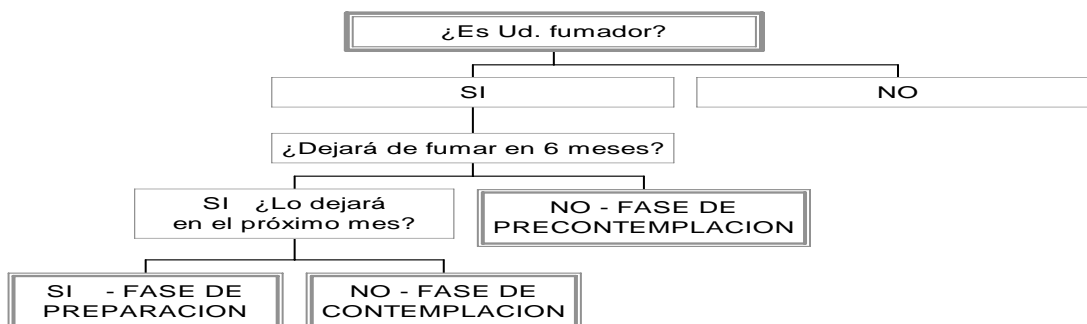 ¿Es Ud. fumador?
SI
NO
¿Dejará de fumar en 6 meses?
SI ¿Lo dejará
en el próximo mes?
NO - FASE DE
PRECONTEMPLACION
SI - FASE DE
PREPARACION
NO - FASE DE
CONTEMPLACION